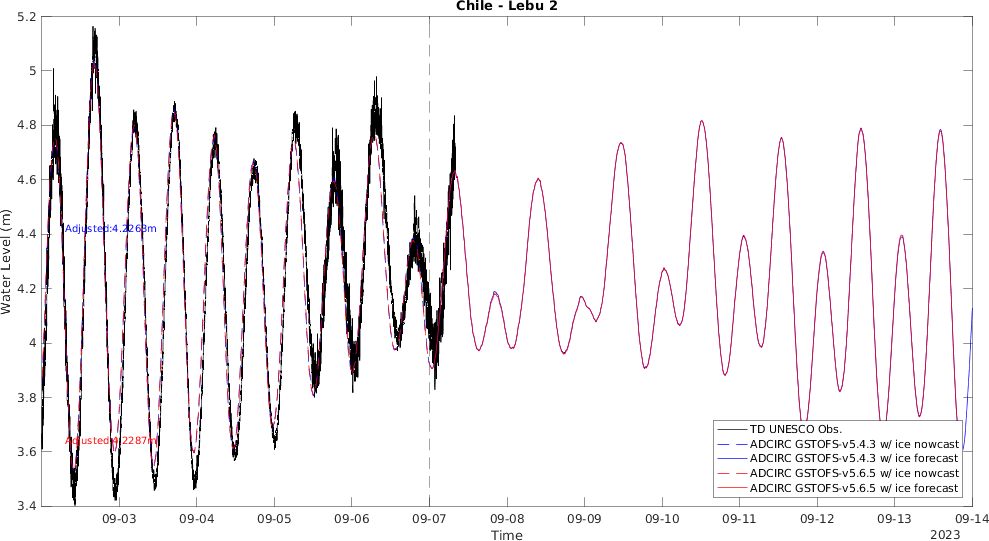 Chile - Lebu 2
5.2
5
4.8
4.6
4.4
4.2
4
3.8
3.6
3.4
Water Level (m)
Adjusted:4.2263m
Adjusted:4.2287m
TD UNESCO Obs.
ADCIRC GSTOFS-v5.4.3 w/ ice nowcast
ADCIRC GSTOFS-v5.4.3 w/ ice forecast
ADCIRC GSTOFS-v5.6.5 w/ ice nowcast
ADCIRC GSTOFS-v5.6.5 w/ ice forecast
09-03 09-04 09-05 09-06 09-07 09-08 09-09 09-10 09-11 09-12 09-13 09-14
Time
2023